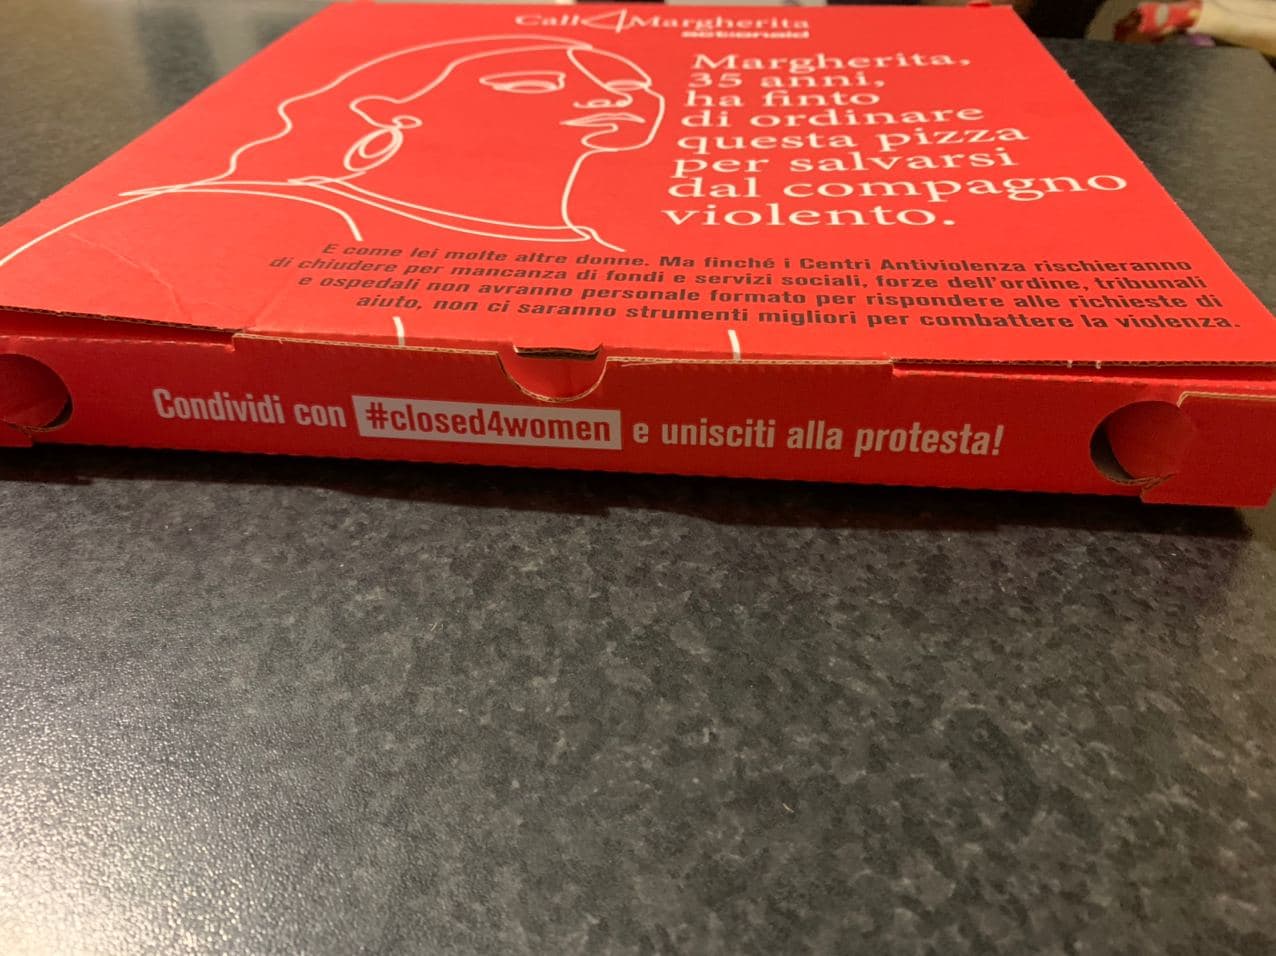 Call4Margherita
actionaid
Margherita,
35 anni,
ha finto
di ordinare
questa pizza
per salvarsi
dal compagno
violento.
E come lei molte altre donne. Ma finché i Centri Antiviolenza rischieranno
di chiudere per mancanza di fondi e servizi sociali, forze dell'ordine, tribunali
e ospedali non avranno personale formato per rispondere alle richieste di
aiuto, non ci saranno strumenti migliori per combattere la violenza.
Condividi con #closed4women e unisciti alla protesta!